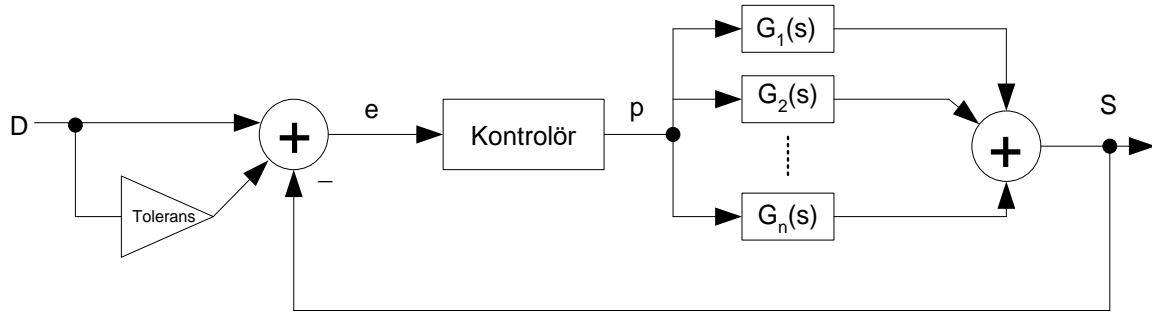 G₁(s)
G₂(s)
Gₙ(s)
D
e
Kontrolör
p
S
Tolerans
+
+
−